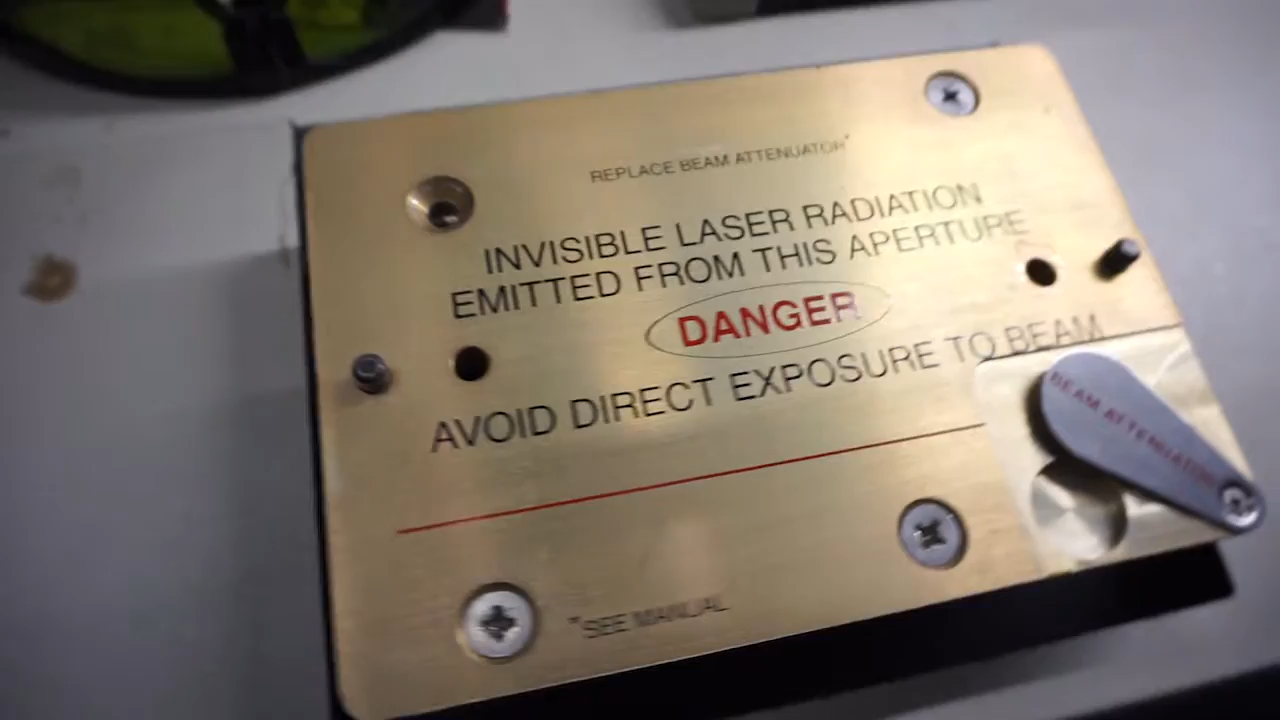 REPLACE BEAM ATTENUATOR*
INVISIBLE LASER RADIATION
EMITTED FROM THIS APERTURE
DANGER
AVOID DIRECT EXPOSURE TO BEAM
BEAM ATTENUATOR
*SEE MANUAL